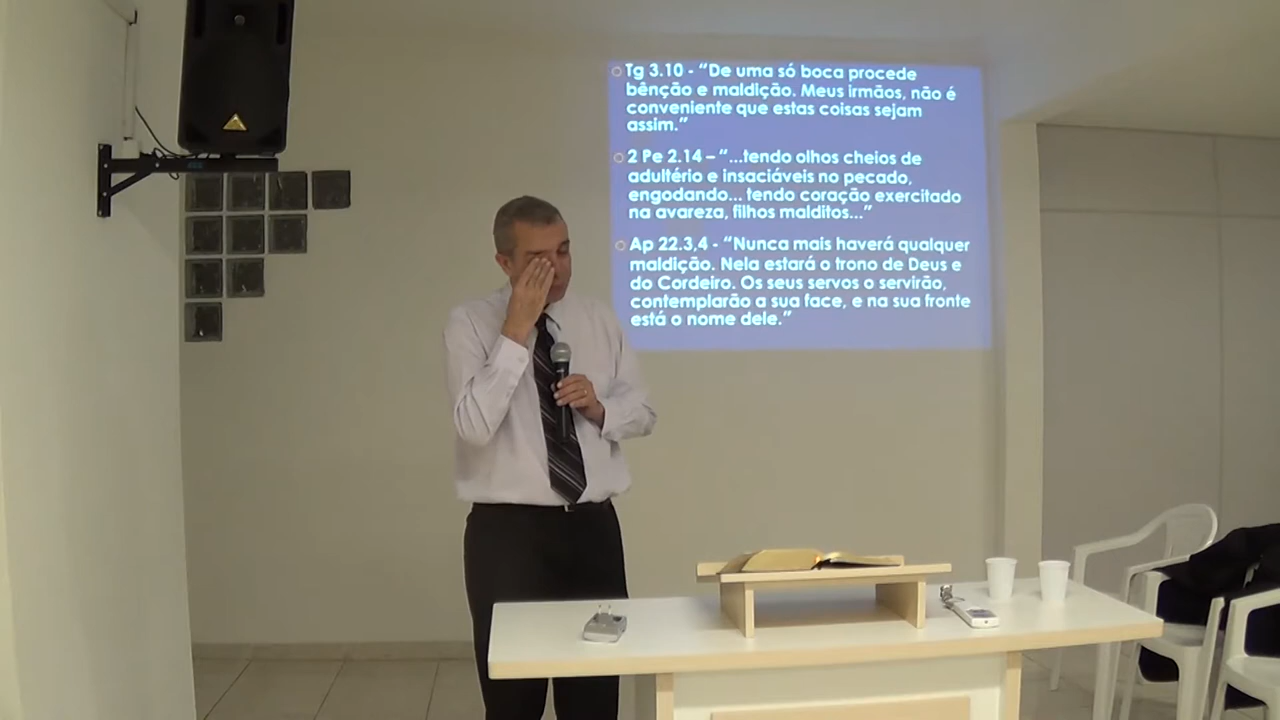 Tg 3.10 - “De uma só boca procede
bênção e maldição. Meus irmãos, não é
conveniente que estas coisas sejam
assim.”
2 Pe 2.14 – “...tendo olhos cheios de
adultério e insaciáveis no pecado,
engodando... tendo coração exercitado
na avareza, filhos malditos...”
Ap 22.3,4 - “Nunca mais haverá qualquer
maldição. Nela estará o trono de Deus e
do Cordeiro. Os seus servos o servirão,
contemplarão a sua face, e na sua fronte
está o nome dele.”